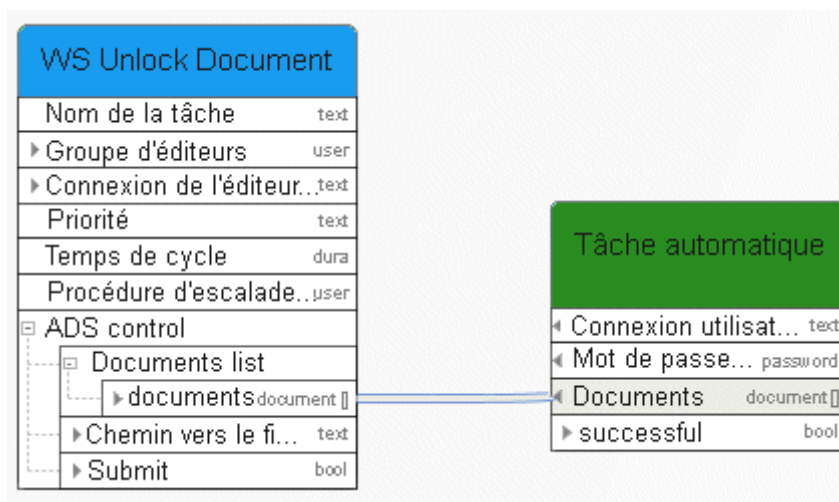 WS Unlock Document
Nom de la tâche text
Groupe d'éditeurs user
Connexion de l'éditeur...text
Priorité text
Temps de cycle dura
Procédure d'escalade..user
ADS control
Documents list
documents document []
Chemin vers le fi... text
Submit bool
Tâche automatique
Connexion utilisat... text
Mot de passe... password
Documents document[]
successful bool